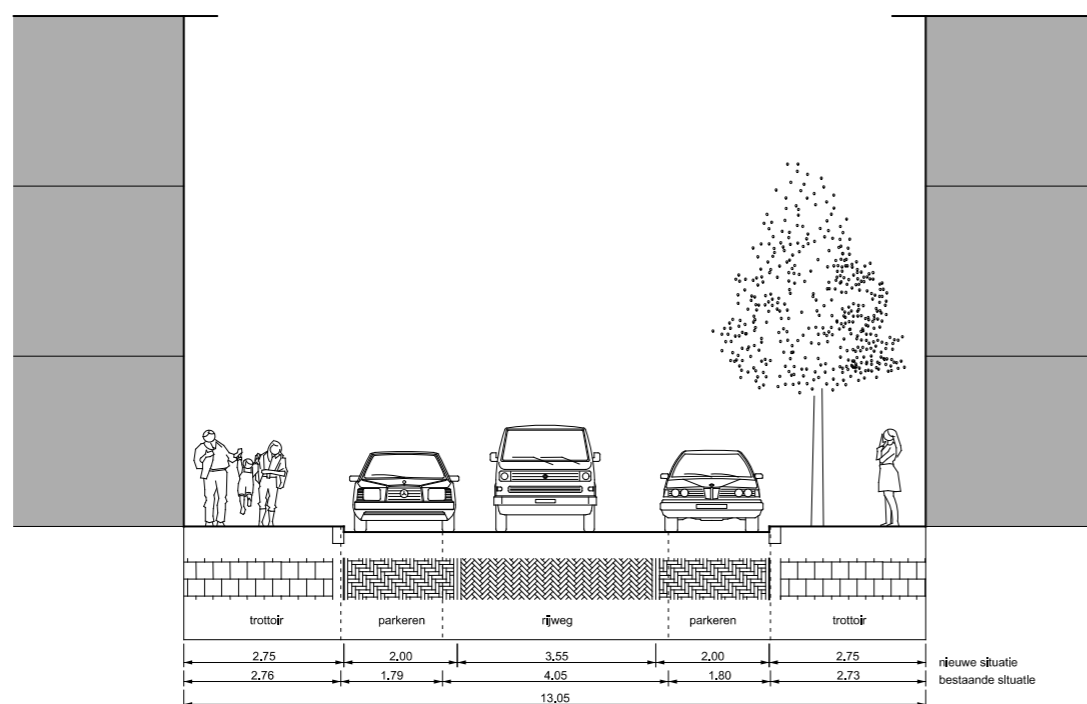 trottoir parkeren rijweg parkeren trottoir
2.75 2.00 3.55 2.00 2.75 nieuwe situatie
2.76 1.79 4.05 1.80 2.73 bestaande situatie
13.05